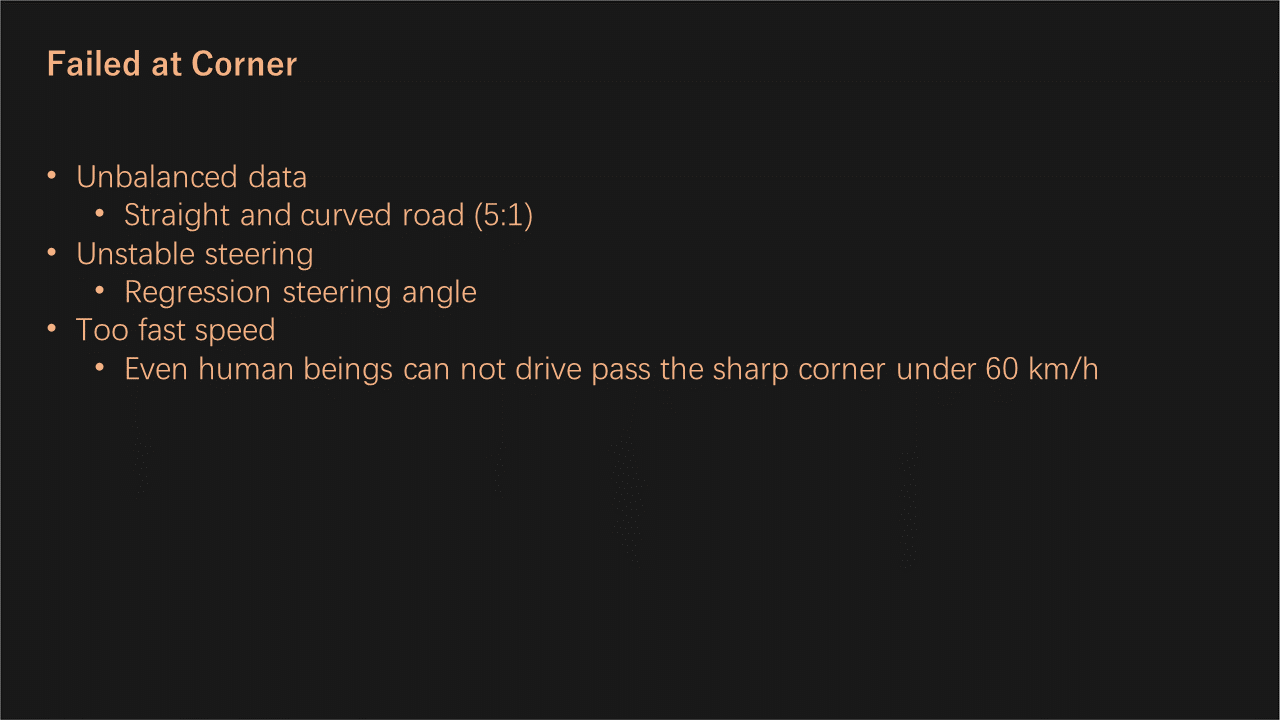 Failed at Corner
• Unbalanced data
• Straight and curved road (5:1)
• Unstable steering
• Regression steering angle
• Too fast speed
• Even human beings can not drive pass the sharp corner under 60 km/h